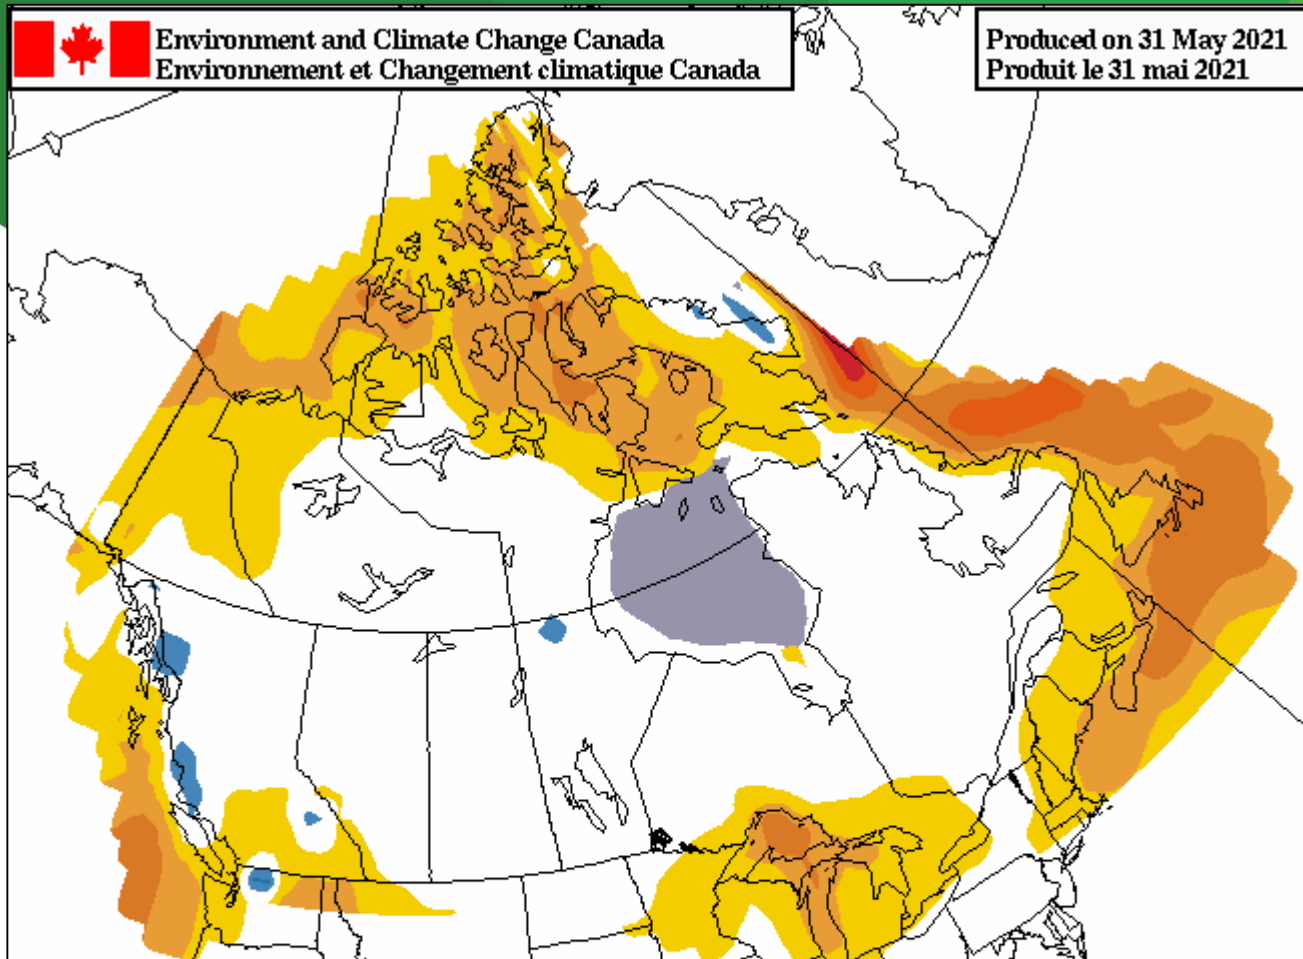 Environment and Climate Change Canada
Environnement et Changement climatique Canada
Produced on 31 May 2021
Produit le 31 mai 2021